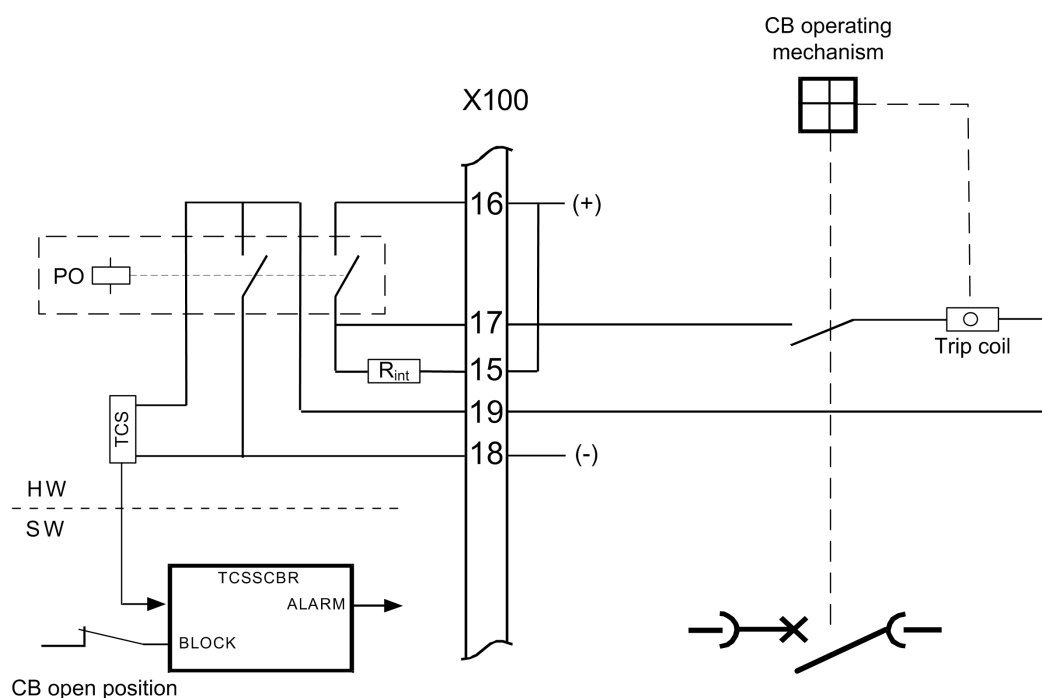 CB operating
mechanism
X100
16 (+)
PO
17
Trip coil
Rint 15
19
TCS
18 (-)
HW
SW
TCSSCBR
ALARM
BLOCK
CB open position